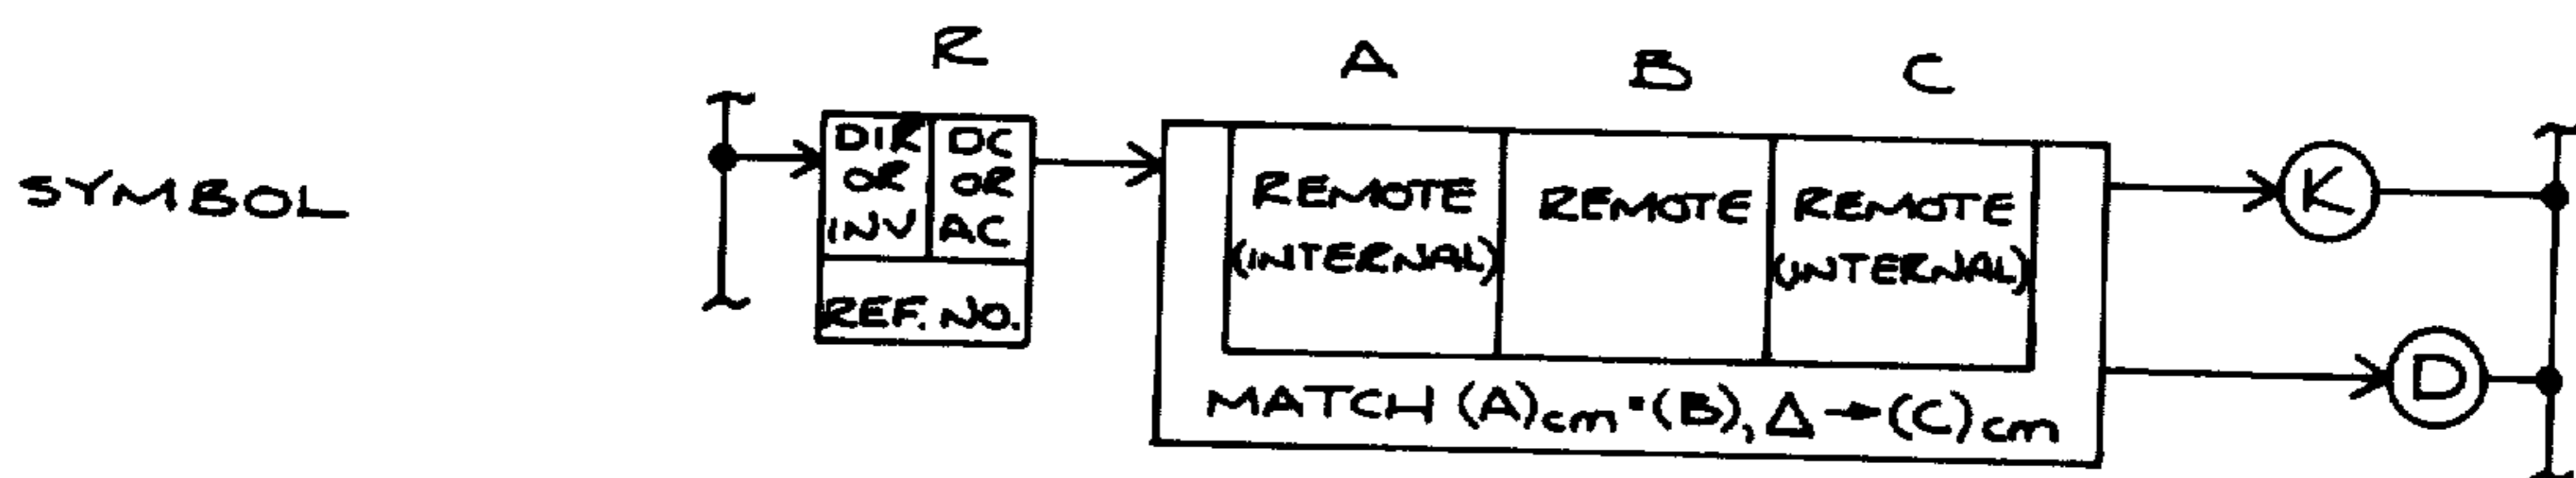 R A B C
SYMBOL
DIR OR INV
DC OR AC
REF. NO.
REMOTE (INTERNAL)
REMOTE
REMOTE (INTERNAL)
MATCH (A)cm·(B), Δ→(C)cm
K
D